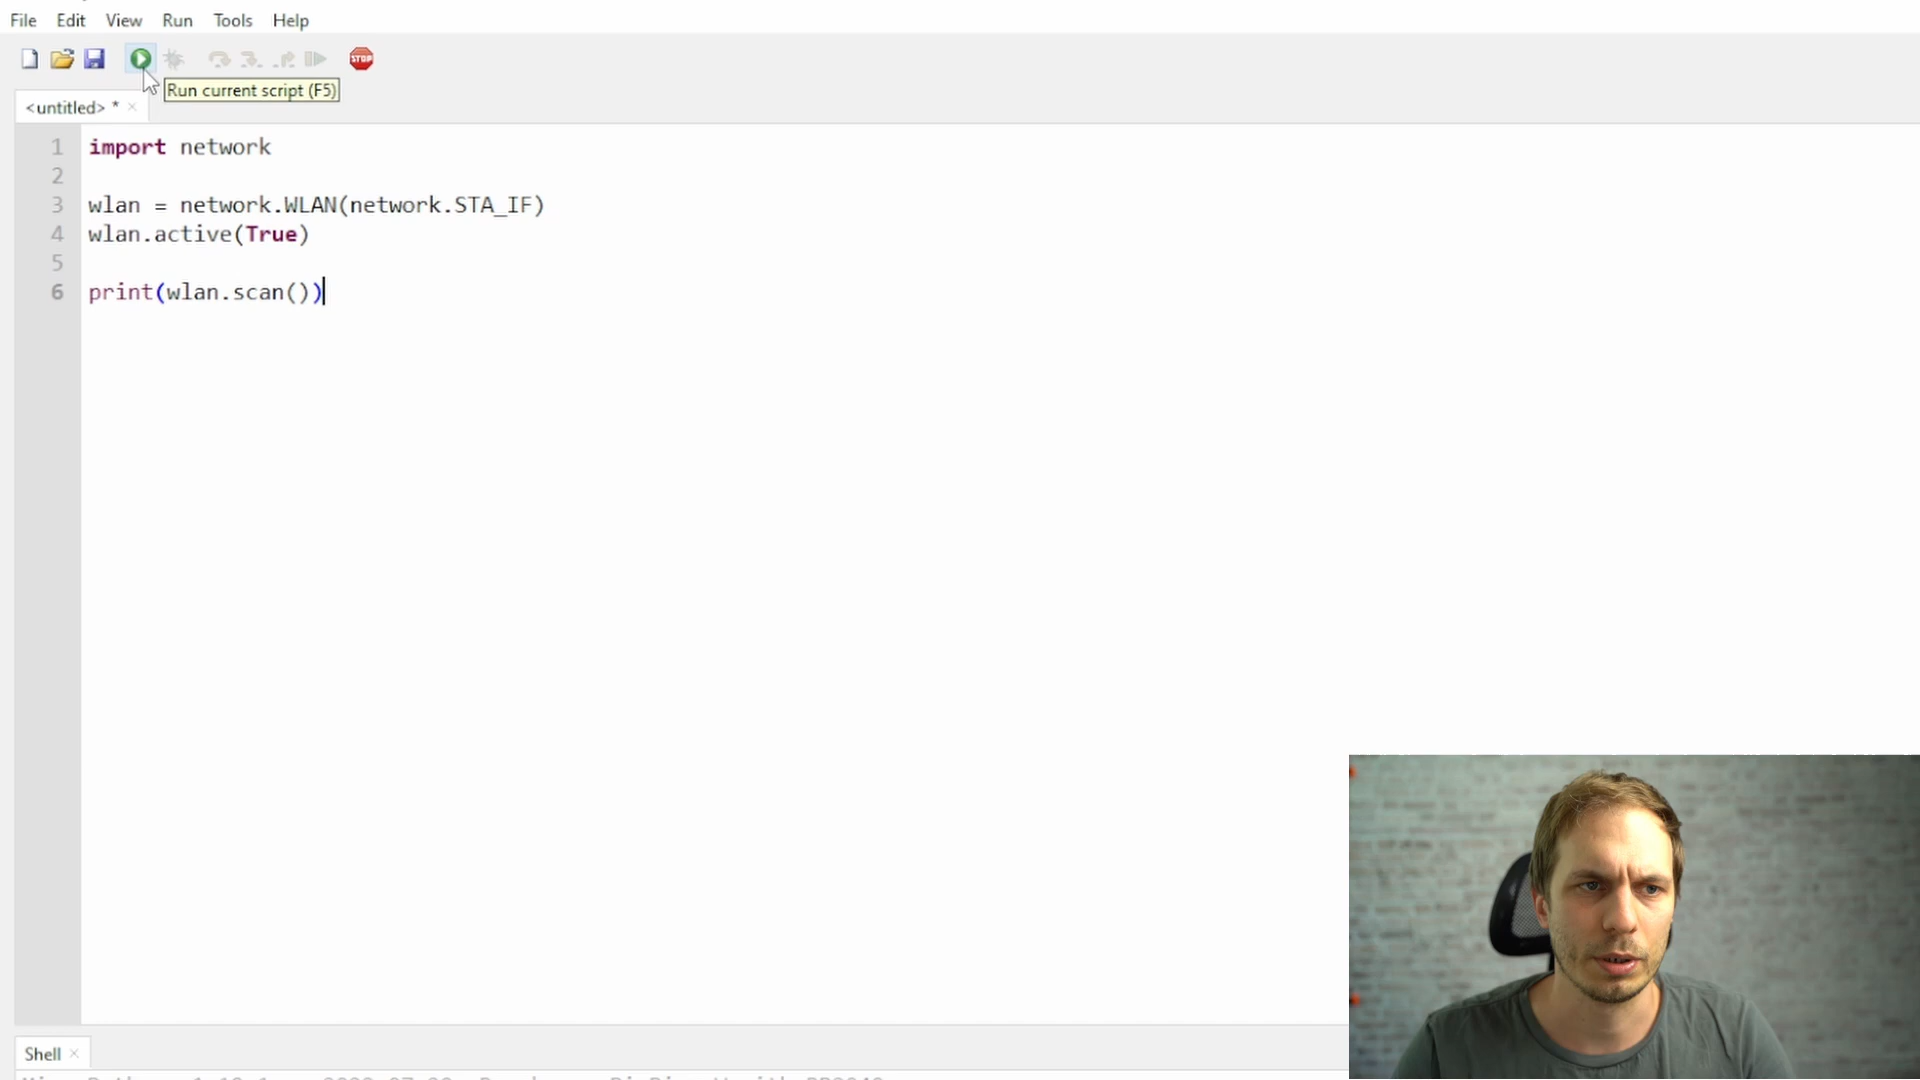 File Edit View Run Tools Help
STOP
Run current script (F5)
<untitled> * ×
1 import network
2
3 wlan = network.WLAN(network.STA_IF)
4 wlan.active(True)
5
6 print(wlan.scan())
Shell ×